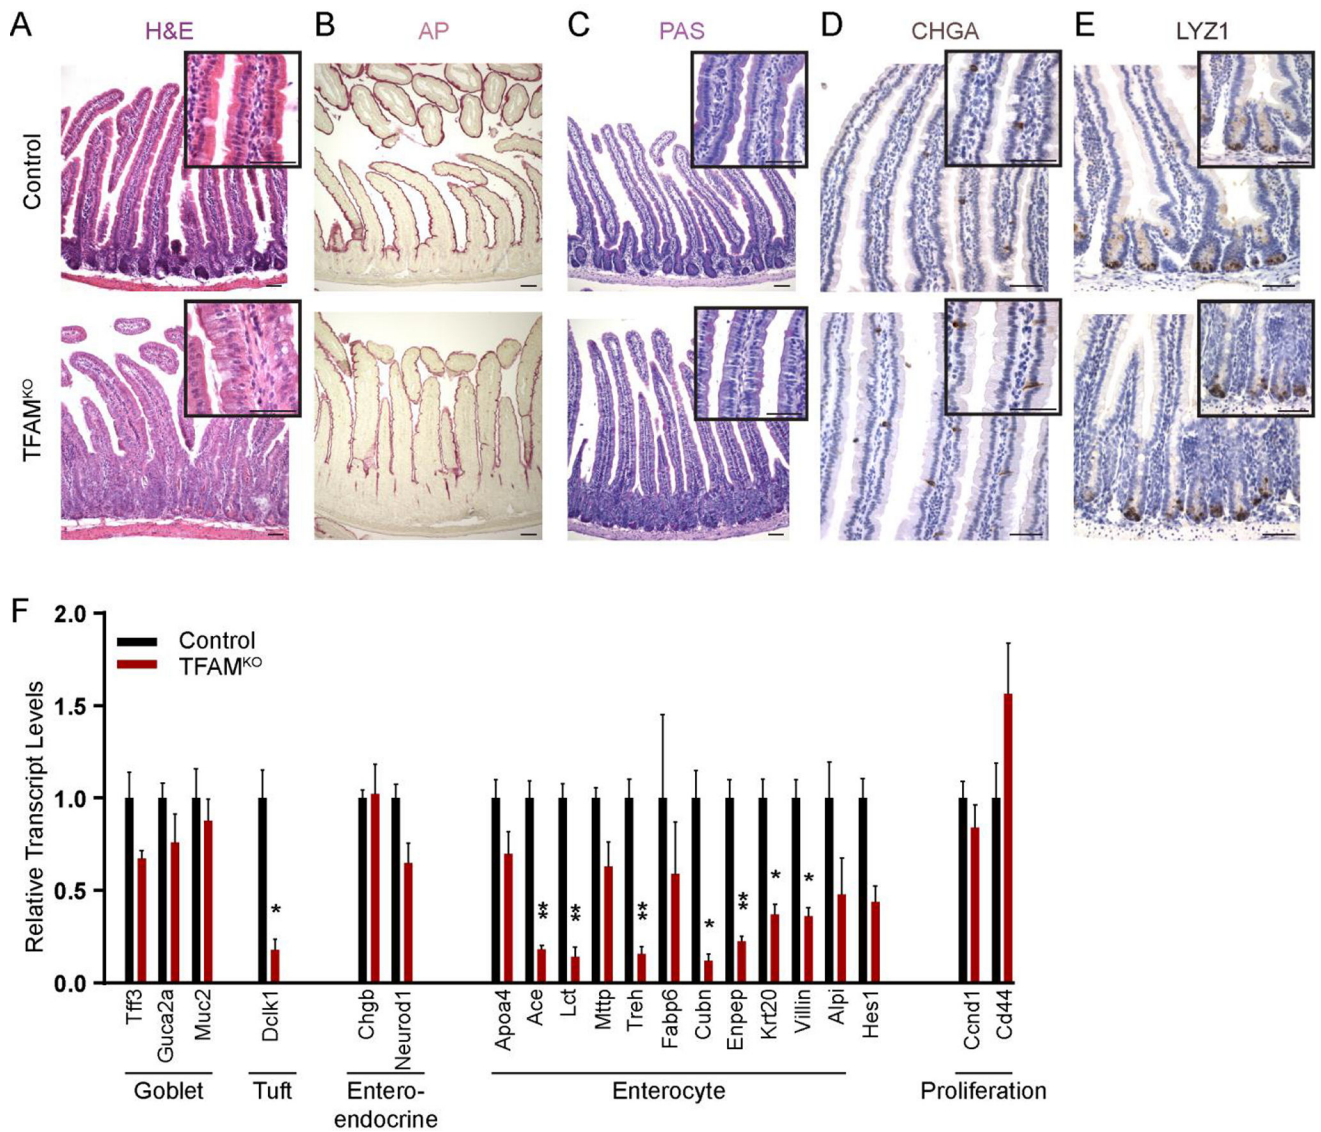 A H&E B AP C PAS D CHGA E LYZ1
Control
TFAMᴷᴼ
F
Relative Transcript Levels
2.0
1.5
1.0
0.5
0.0
Control
TFAMᴷᴼ
* ** ** ** * ** * *
Tff3 Guca2a Muc2 Dclk1 Chgb Neurod1 Apoa4 Ace Lct Mttp Treh Fabp6 Cubn Enpep Krt20 Villin Alpi Hes1 Ccnd1 Cd44
Goblet Tuft Entero- Enterocyte Proliferation
endocrine